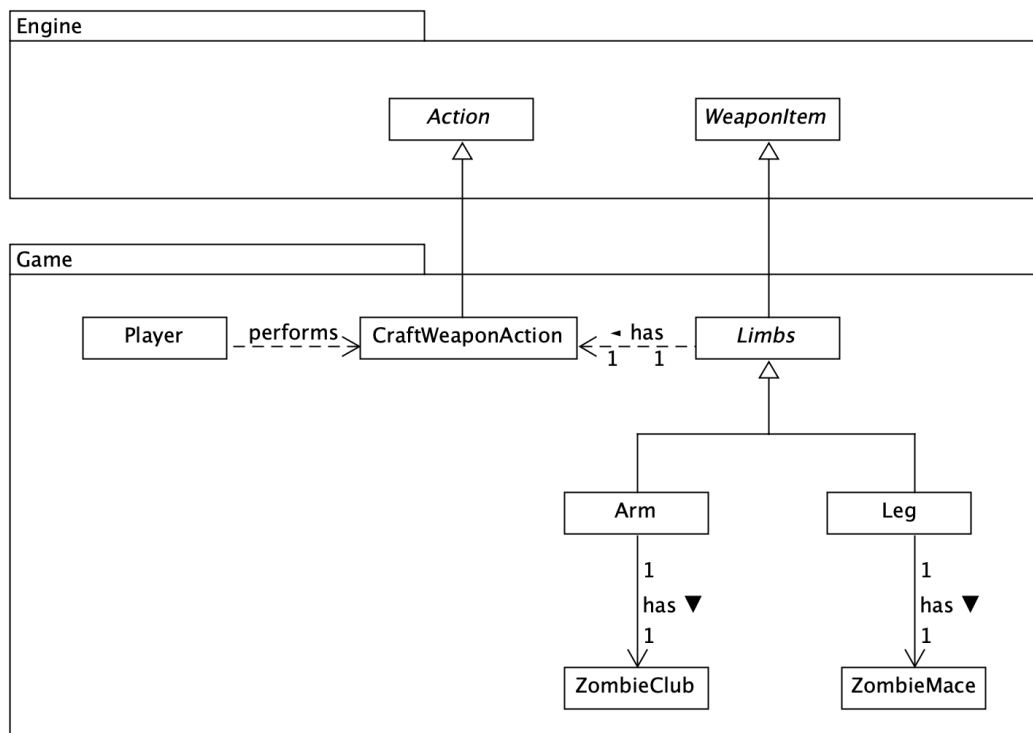 Engine
Action
WeaponItem
Game
Player
performs
CraftWeaponAction
◄ has
1 1
Limbs
Arm
Leg
1
has ▼
1
1
has ▼
1
ZombieClub
ZombieMace